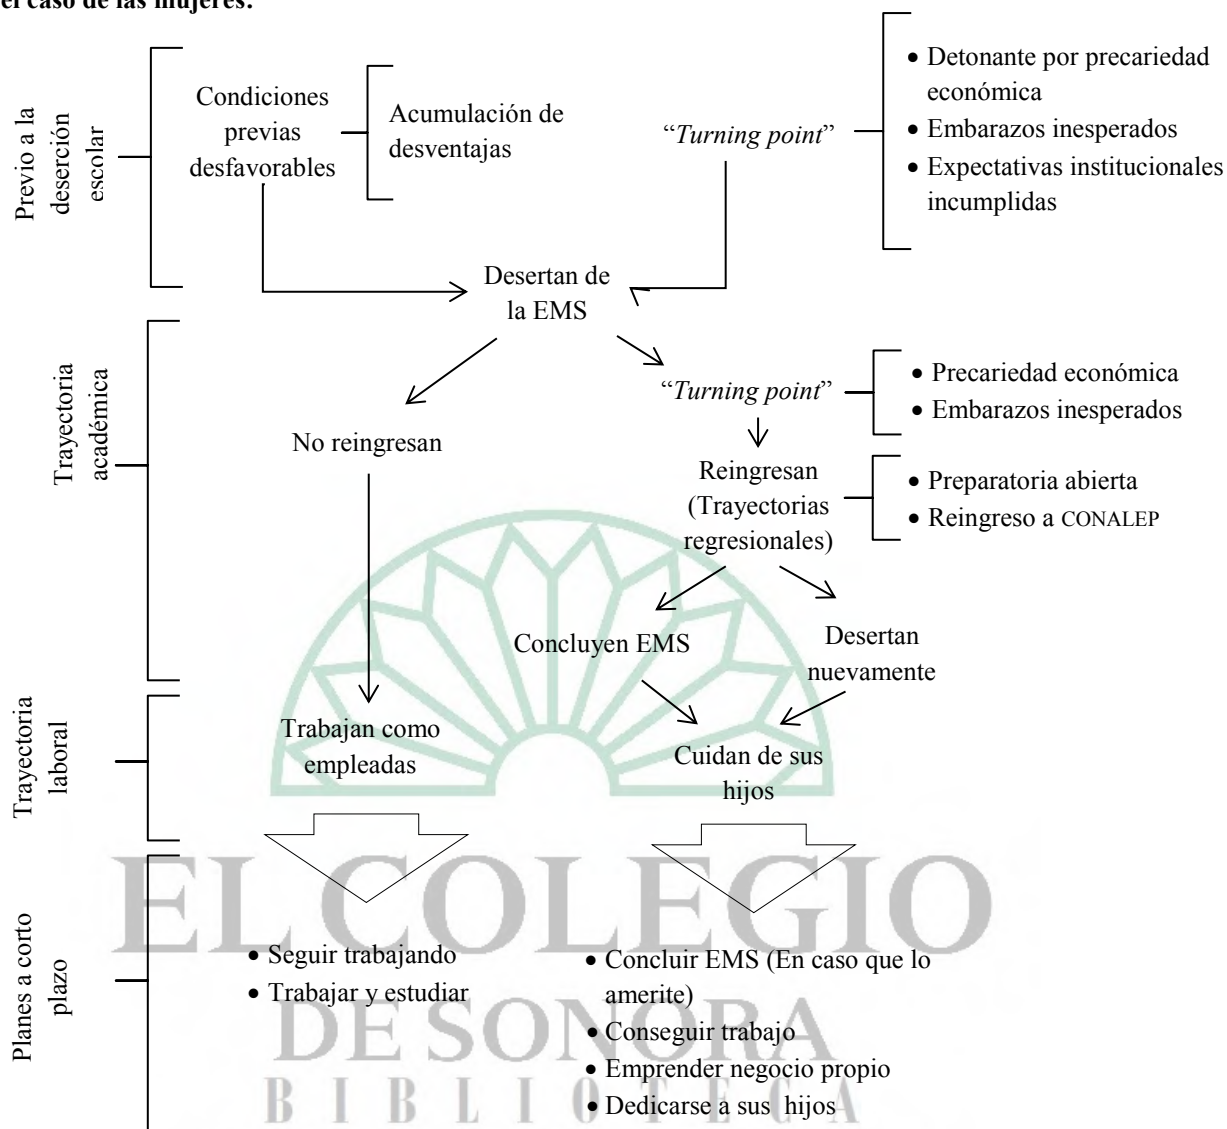 el caso de las mujeres.
Previo a la
deserción
escolar
Condiciones
previas
desfavorables
Acumulación de
desventajas
“Turning point”
• Detonante por precariedad
económica
• Embarazos inesperados
• Expectativas institucionales
incumplidas
Desertan de
la EMS
Trayectoria
académica
No reingresan
“Turning point”
• Precariedad económica
• Embarazos inesperados
Reingresan
(Trayectorias
regresionales)
• Preparatoria abierta
• Reingreso a CONALEP
Concluyen EMS
Desertan
nuevamente
Trayectoria
laboral
Trabajan como
empleadas
Cuidan de sus
hijos
Planes a corto
plazo
• Seguir trabajando
• Trabajar y estudiar
• Concluir EMS (En caso que lo
amerite)
• Conseguir trabajo
• Emprender negocio propio
• Dedicarse a sus hijos
EL COLEGIO
DE SONORA
BIBLIOTECA